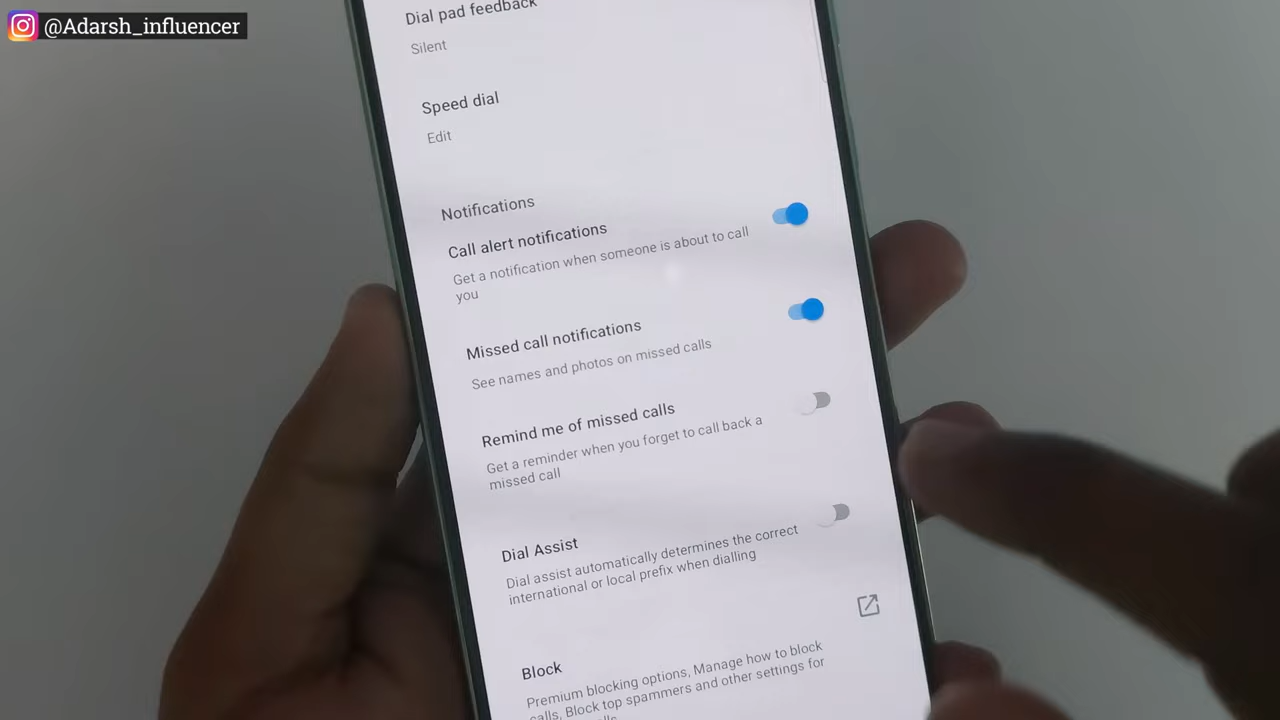 @Adarsh_influencer
Dial pad feedback
Silent
Speed dial
Edit
Notifications
Call alert notifications
Get a notification when someone is about to call
you
Missed call notifications
See names and photos on missed calls
Remind me of missed calls
Get a reminder when you forget to call back a
missed call
Dial Assist
Dial assist automatically determines the correct
international or local prefix when dialling
Block
Premium blocking options, Manage how to block
calls, Block top spammers and other settings for